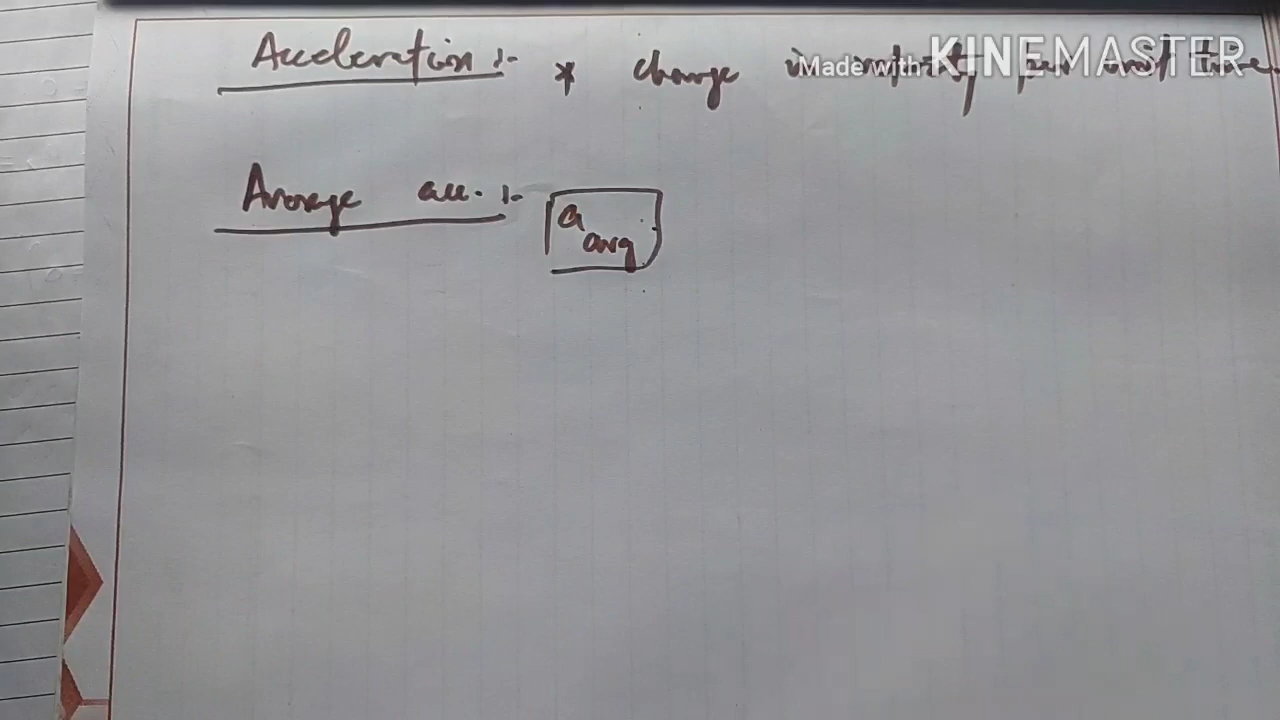 Acceleration :- * change in velocity per unit time.
Made with KINEMASTER
Average acc. :- a avg